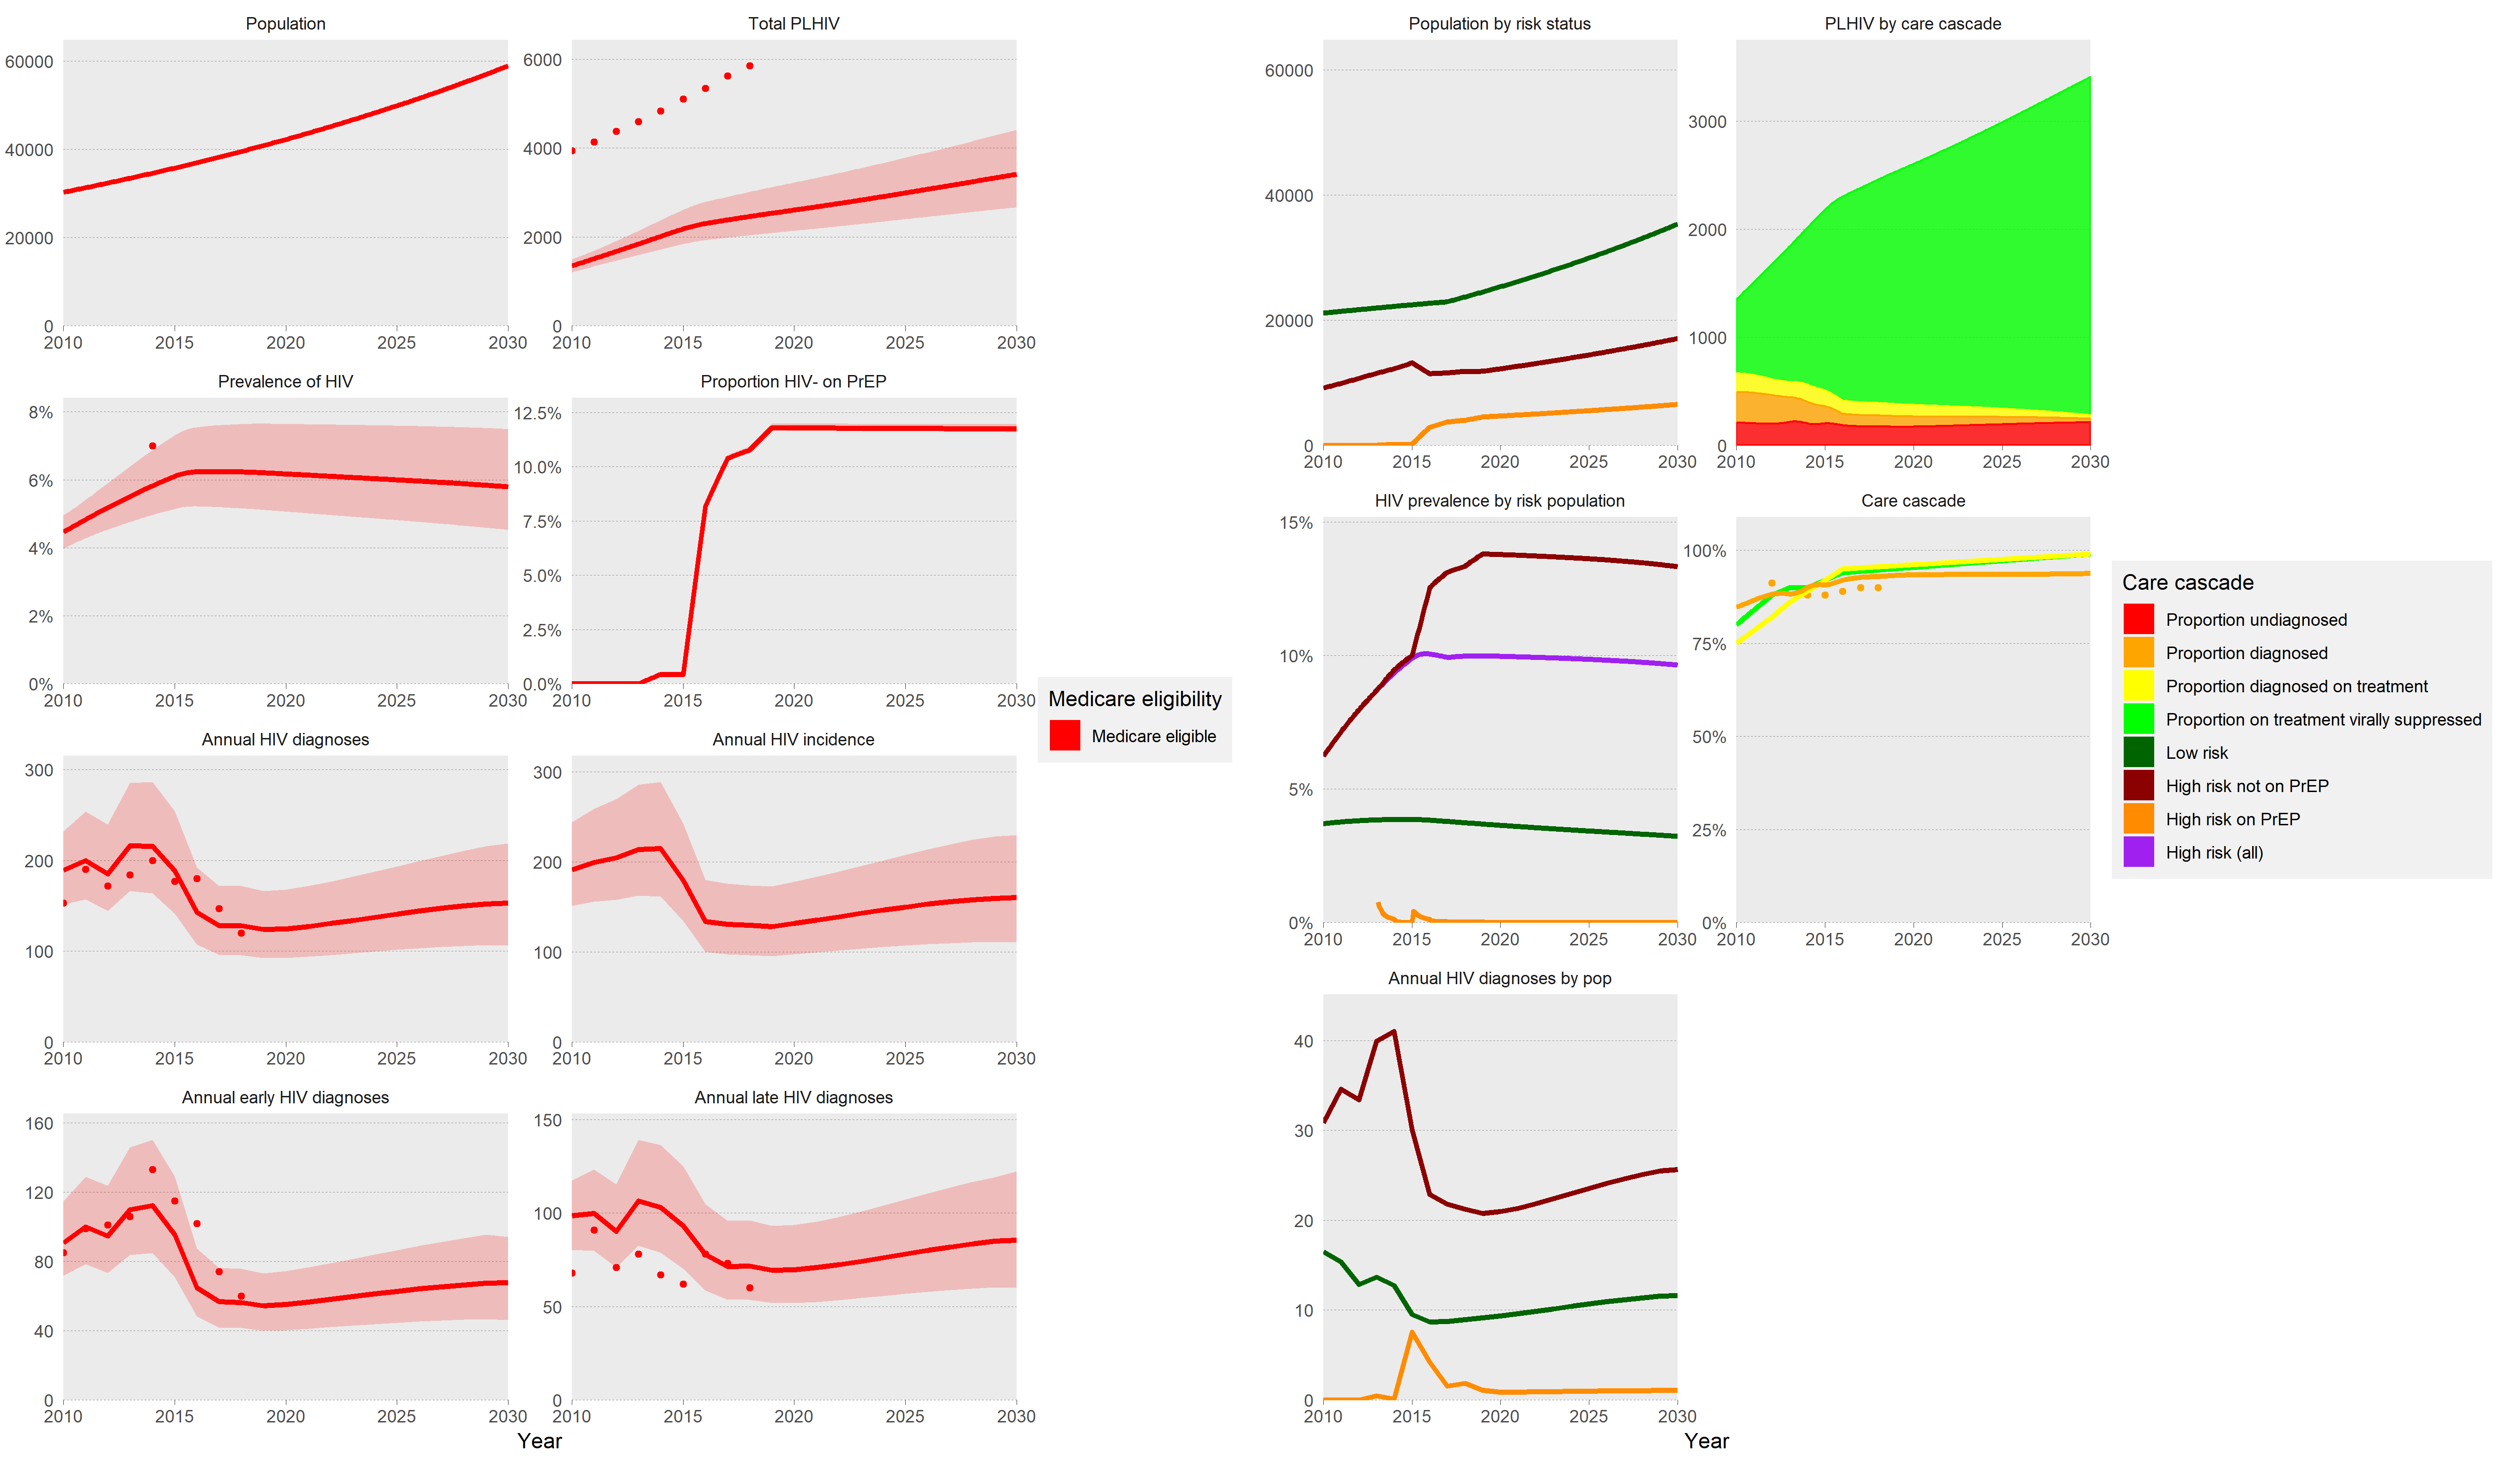 Population
60000
40000
20000
0
2010 2015 2020 2025 2030
Total PLHIV
6000
4000
2000
0
2010 2015 2020 2025 2030
Prevalence of HIV
8%
6%
4%
2%
0%
2010 2015 2020 2025 2030
Proportion HIV- on PrEP
12.5%
10.0%
7.5%
5.0%
2.5%
0.0%
2010 2015 2020 2025 2030
Annual HIV diagnoses
300
200
100
0
2010 2015 2020 2025 2030
Annual HIV incidence
300
200
100
0
2010 2015 2020 2025 2030
Annual early HIV diagnoses
160
120
80
40
0
2010 2015 2020 2025 2030
Annual late HIV diagnoses
150
100
50
0
2010 2015 2020 2025 2030
Year
Medicare eligibility
Medicare eligible
Population by risk status
60000
40000
20000
0
2010 2015 2020 2025 2030
PLHIV by care cascade
3000
2000
1000
0
2010 2015 2020 2025 2030
HIV prevalence by risk population
15%
10%
5%
0%
2010 2015 2020 2025 2030
Care cascade
100%
75%
50%
25%
0%
2010 2015 2020 2025 2030
Annual HIV diagnoses by pop
40
30
20
10
0
2010 2015 2020 2025 2030
Year
Care cascade
Proportion undiagnosed
Proportion diagnosed
Proportion diagnosed on treatment
Proportion on treatment virally suppressed
Low risk
High risk not on PrEP
High risk on PrEP
High risk (all)